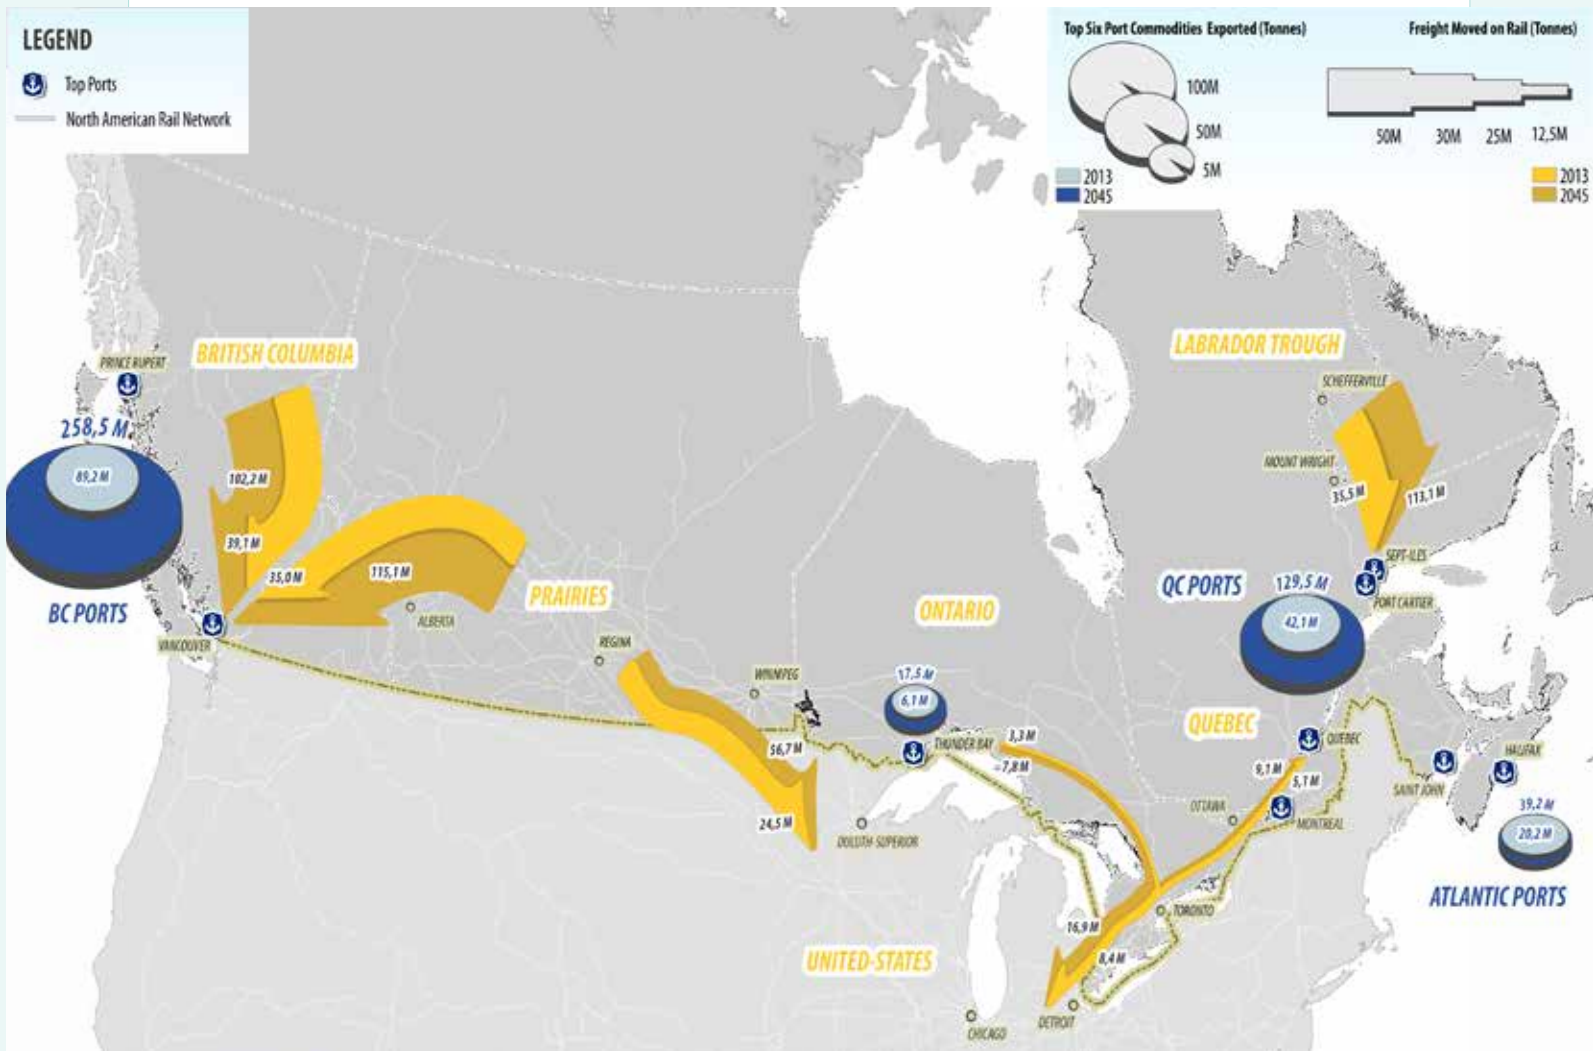 LEGEND
Top Ports
North American Rail Network
Top Six Port Commodities Exported (Tonnes)
100M
50M
5M
2013
2045
Freight Moved on Rail (Tonnes)
50M 30M 25M 12,5M
2013
2045
BRITISH COLUMBIA
LABRADOR TROUGH
PRINCE RUPERT
SCHEFFERVILLE
258,5 M
89,2 M
102,2 M
39,1 M
MOUNT WRIGHT
35,5 M
113,1 M
35,0 M
115,1 M
PRAIRIES
ONTARIO
SEPT-ILES
QC PORTS
129,5 M
42,1 M
PORT CARTIER
BC PORTS
ALBERTA
VANCOUVER
REGINA
WINNIPEG
17,5 M
6,1 M
THUNDER BAY
3,3 M
7,8 M
56,7 M
24,5 M
DULUTH-SUPERIOR
QUEBEC
QUEBEC
9,1 M
5,1 M
OTTAWA
MONTREAL
SAINT JOHN
HALIFAX
39,2 M
20,2 M
ATLANTIC PORTS
TORONTO
16,9 M
8,4 M
UNITED-STATES
DETROIT
CHICAGO